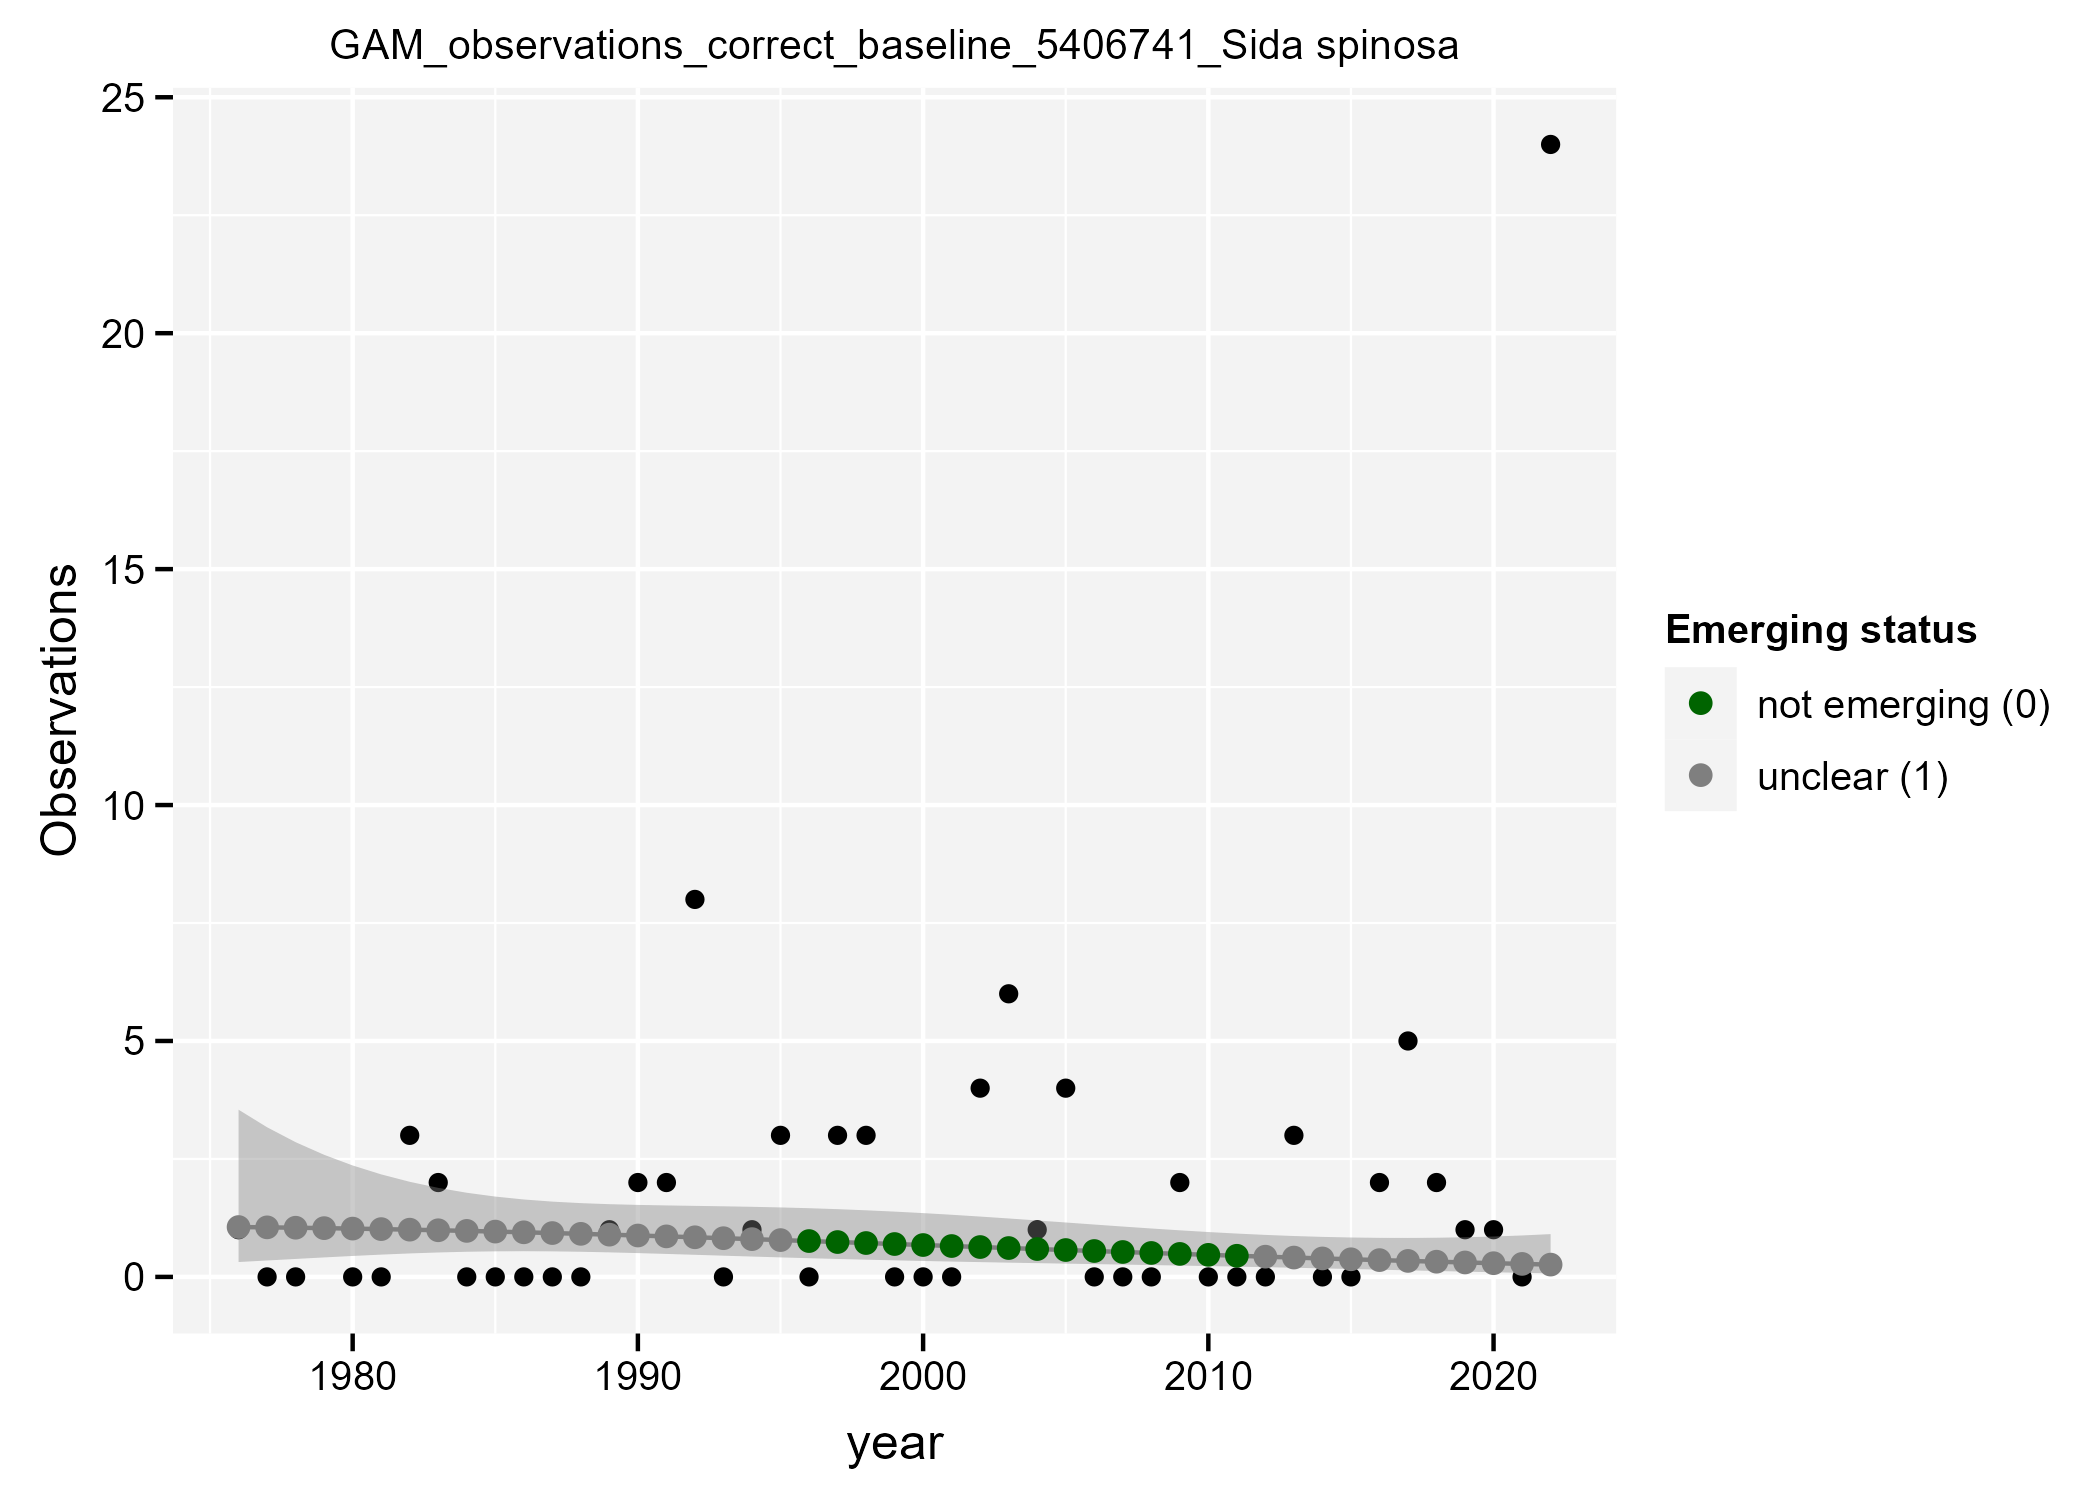 GAM_observations_correct_baseline_5406741_Sida spinosa
25
20
15
10
5
0
Observations
1980 1990 2000 2010 2020
year
Emerging status
not emerging (0)
unclear (1)